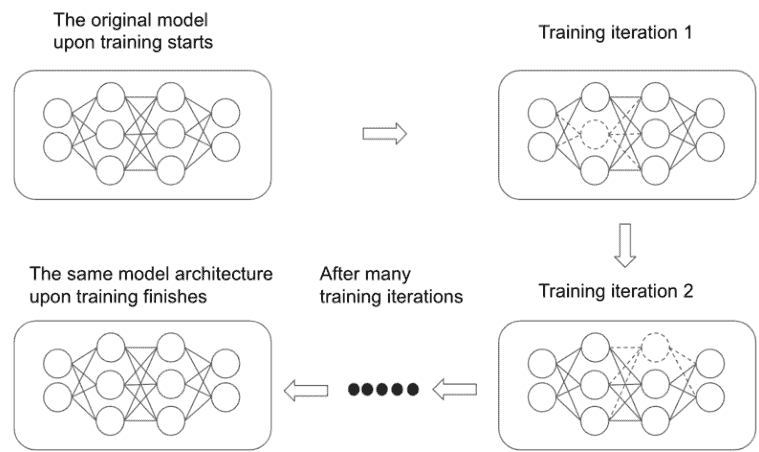 The original model
upon training starts
Training iteration 1
Training iteration 2
After many
training iterations
The same model architecture
upon training finishes